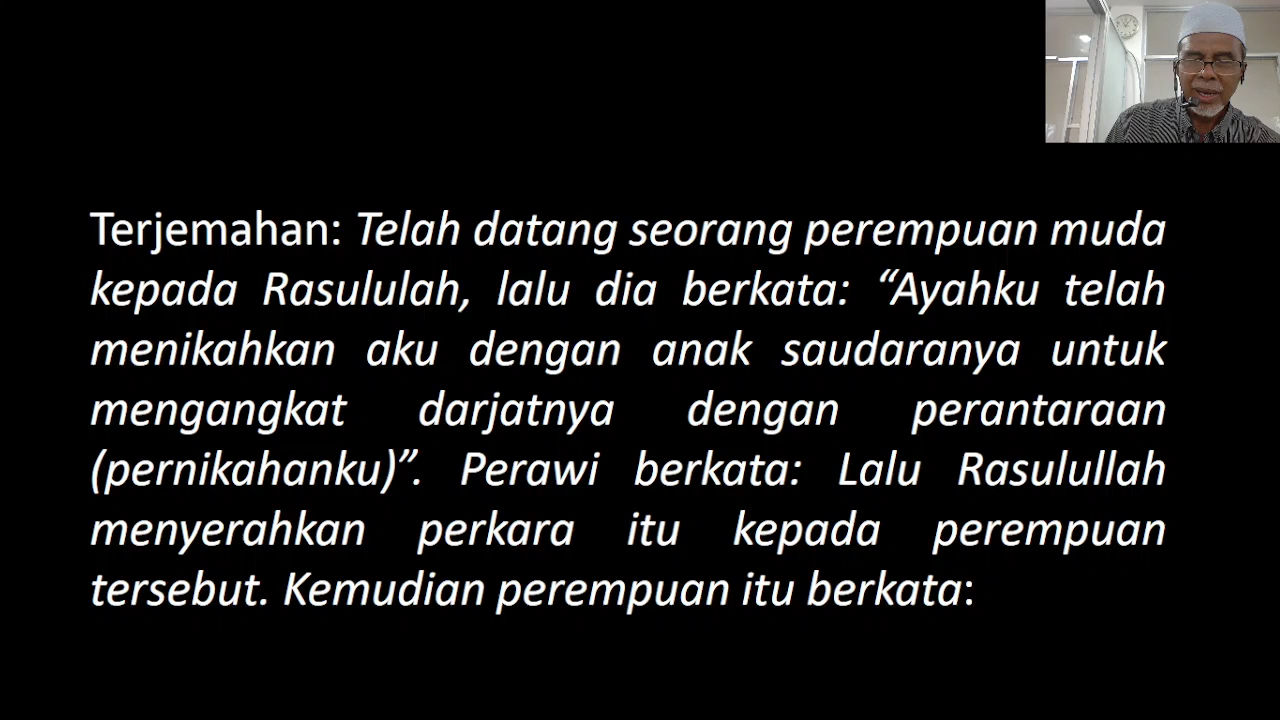 Terjemahan: Telah datang seorang perempuan muda
kepada Rasululah, lalu dia berkata: “Ayahku telah
menikahkan aku dengan anak saudaranya untuk
mengangkat darjatnya dengan perantaraan
(pernikahanku)”. Perawi berkata: Lalu Rasulullah
menyerahkan perkara itu kepada perempuan
tersebut. Kemudian perempuan itu berkata: